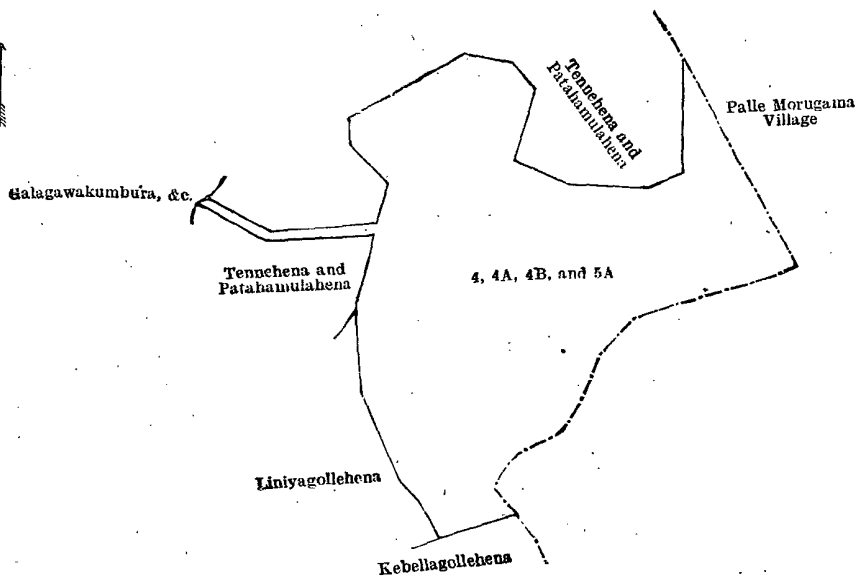 Tennehena and
Patahamulahena
Palle Morugama
Village
Galagawakumbura, &c.
Tennehena and
Patahamulahena
4, 4A, 4B, and 5A
Liniyagollehena
Kebellagollehena